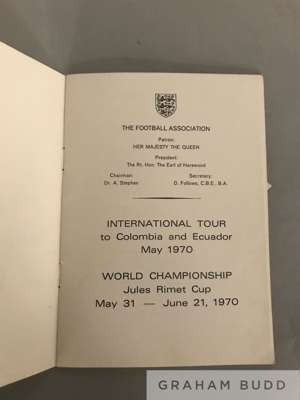 THE FOOTBALL ASSOCIATION
Patron:
HER MAJESTY THE QUEEN
President:
The Rt. Hon. The Earl of Harewood
Chairman: Secretary:
Dr. A. Stephen D. Follows, C.B.E., B.A.
INTERNATIONAL TOUR
to Colombia and Ecuador
May 1970
WORLD CHAMPIONSHIP
Jules Rimet Cup
May 31 — June 21, 1970
GRAHAM BUDD